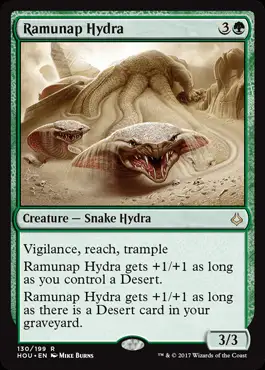 Ramunap Hydra 3
Creature — Snake Hydra
Vigilance, reach, trample
Ramunap Hydra gets +1/+1 as long
as you control a Desert.
Ramunap Hydra gets +1/+1 as long
as there is a Desert card in your
graveyard.
3/3
130/199 R
HOU • EN MIKE BURNS
™ & © 2017 Wizards of the Coast